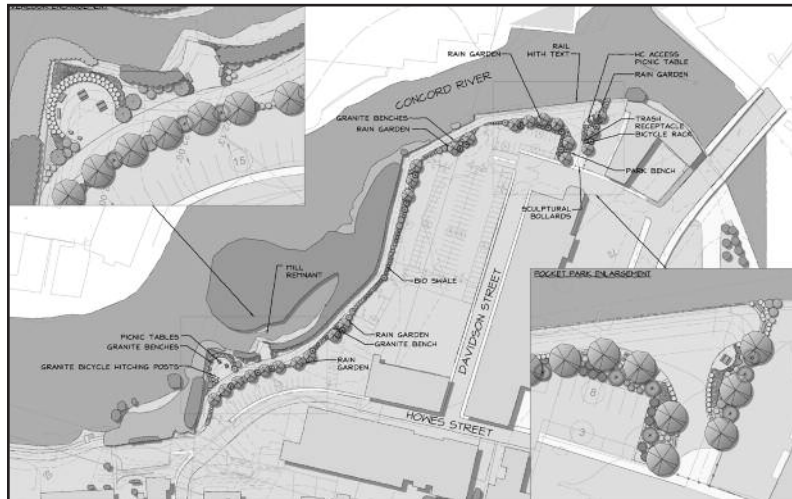 RAIN GARDEN
RAIL
WITH TEXT
HC ACCESS
PICNIC TABLE
RAIN GARDEN
CONCORD RIVER
GRANITE BENCHES
RAIN GARDEN
TRASH
RECEPTACLE
BICYCLE RACK
PARK BENCH
SCULPTURAL
BOLLARDS
15
MILL
REMNANT
BIO SWALE
DAVIDSON STREET
POCKET PARK ENLARGEMENT
PICNIC TABLES
GRANITE BENCHES
GRANITE BICYCLE HITCHING POSTS
RAIN GARDEN
GRANITE BENCH
RAIN
GARDEN
HOWES STREET
8
3